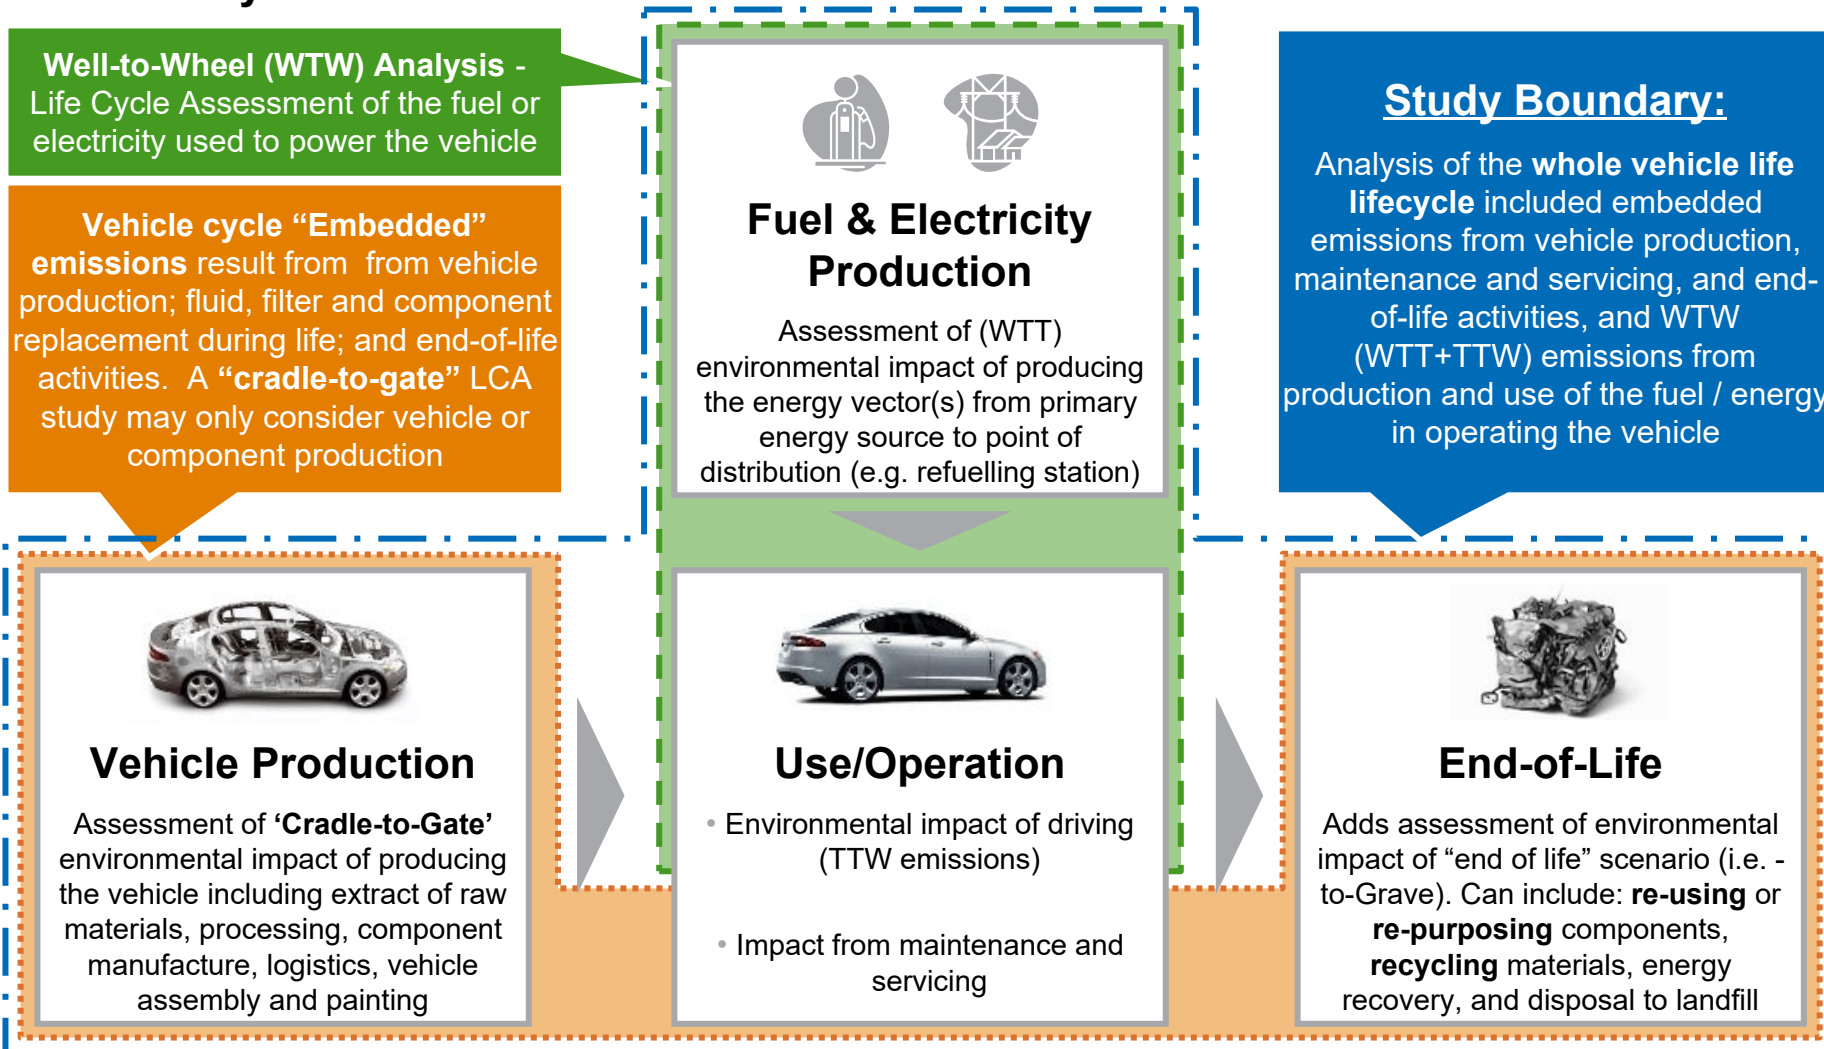 Well-to-Wheel (WTW) Analysis -
Life Cycle Assessment of the fuel or
electricity used to power the vehicle
Vehicle cycle “Embedded”
emissions result from  from vehicle
production; fluid, filter and component
replacement during life; and end-of-life
activities.  A “cradle-to-gate” LCA
study may only consider vehicle or
component production
Fuel & Electricity
Production
Assessment of (WTT)
environmental impact of producing
the energy vector(s) from primary
energy source to point of
distribution (e.g. refuelling station)
Study Boundary:
Analysis of the whole vehicle life
lifecycle included embedded
emissions from vehicle production,
maintenance and servicing, and end-
of-life activities, and WTW
(WTT+TTW) emissions from
production and use of the fuel / energy
in operating the vehicle
Vehicle Production
Assessment of ‘Cradle-to-Gate’
environmental impact of producing
the vehicle including extract of raw
materials, processing, component
manufacture, logistics, vehicle
assembly and painting
Use/Operation
• Environmental impact of driving
(TTW emissions)
• Impact from maintenance and
servicing
End-of-Life
Adds assessment of environmental
impact of “end of life” scenario (i.e. -
to-Grave). Can include: re-using or
re-purposing components,
recycling materials, energy
recovery, and disposal to landfill